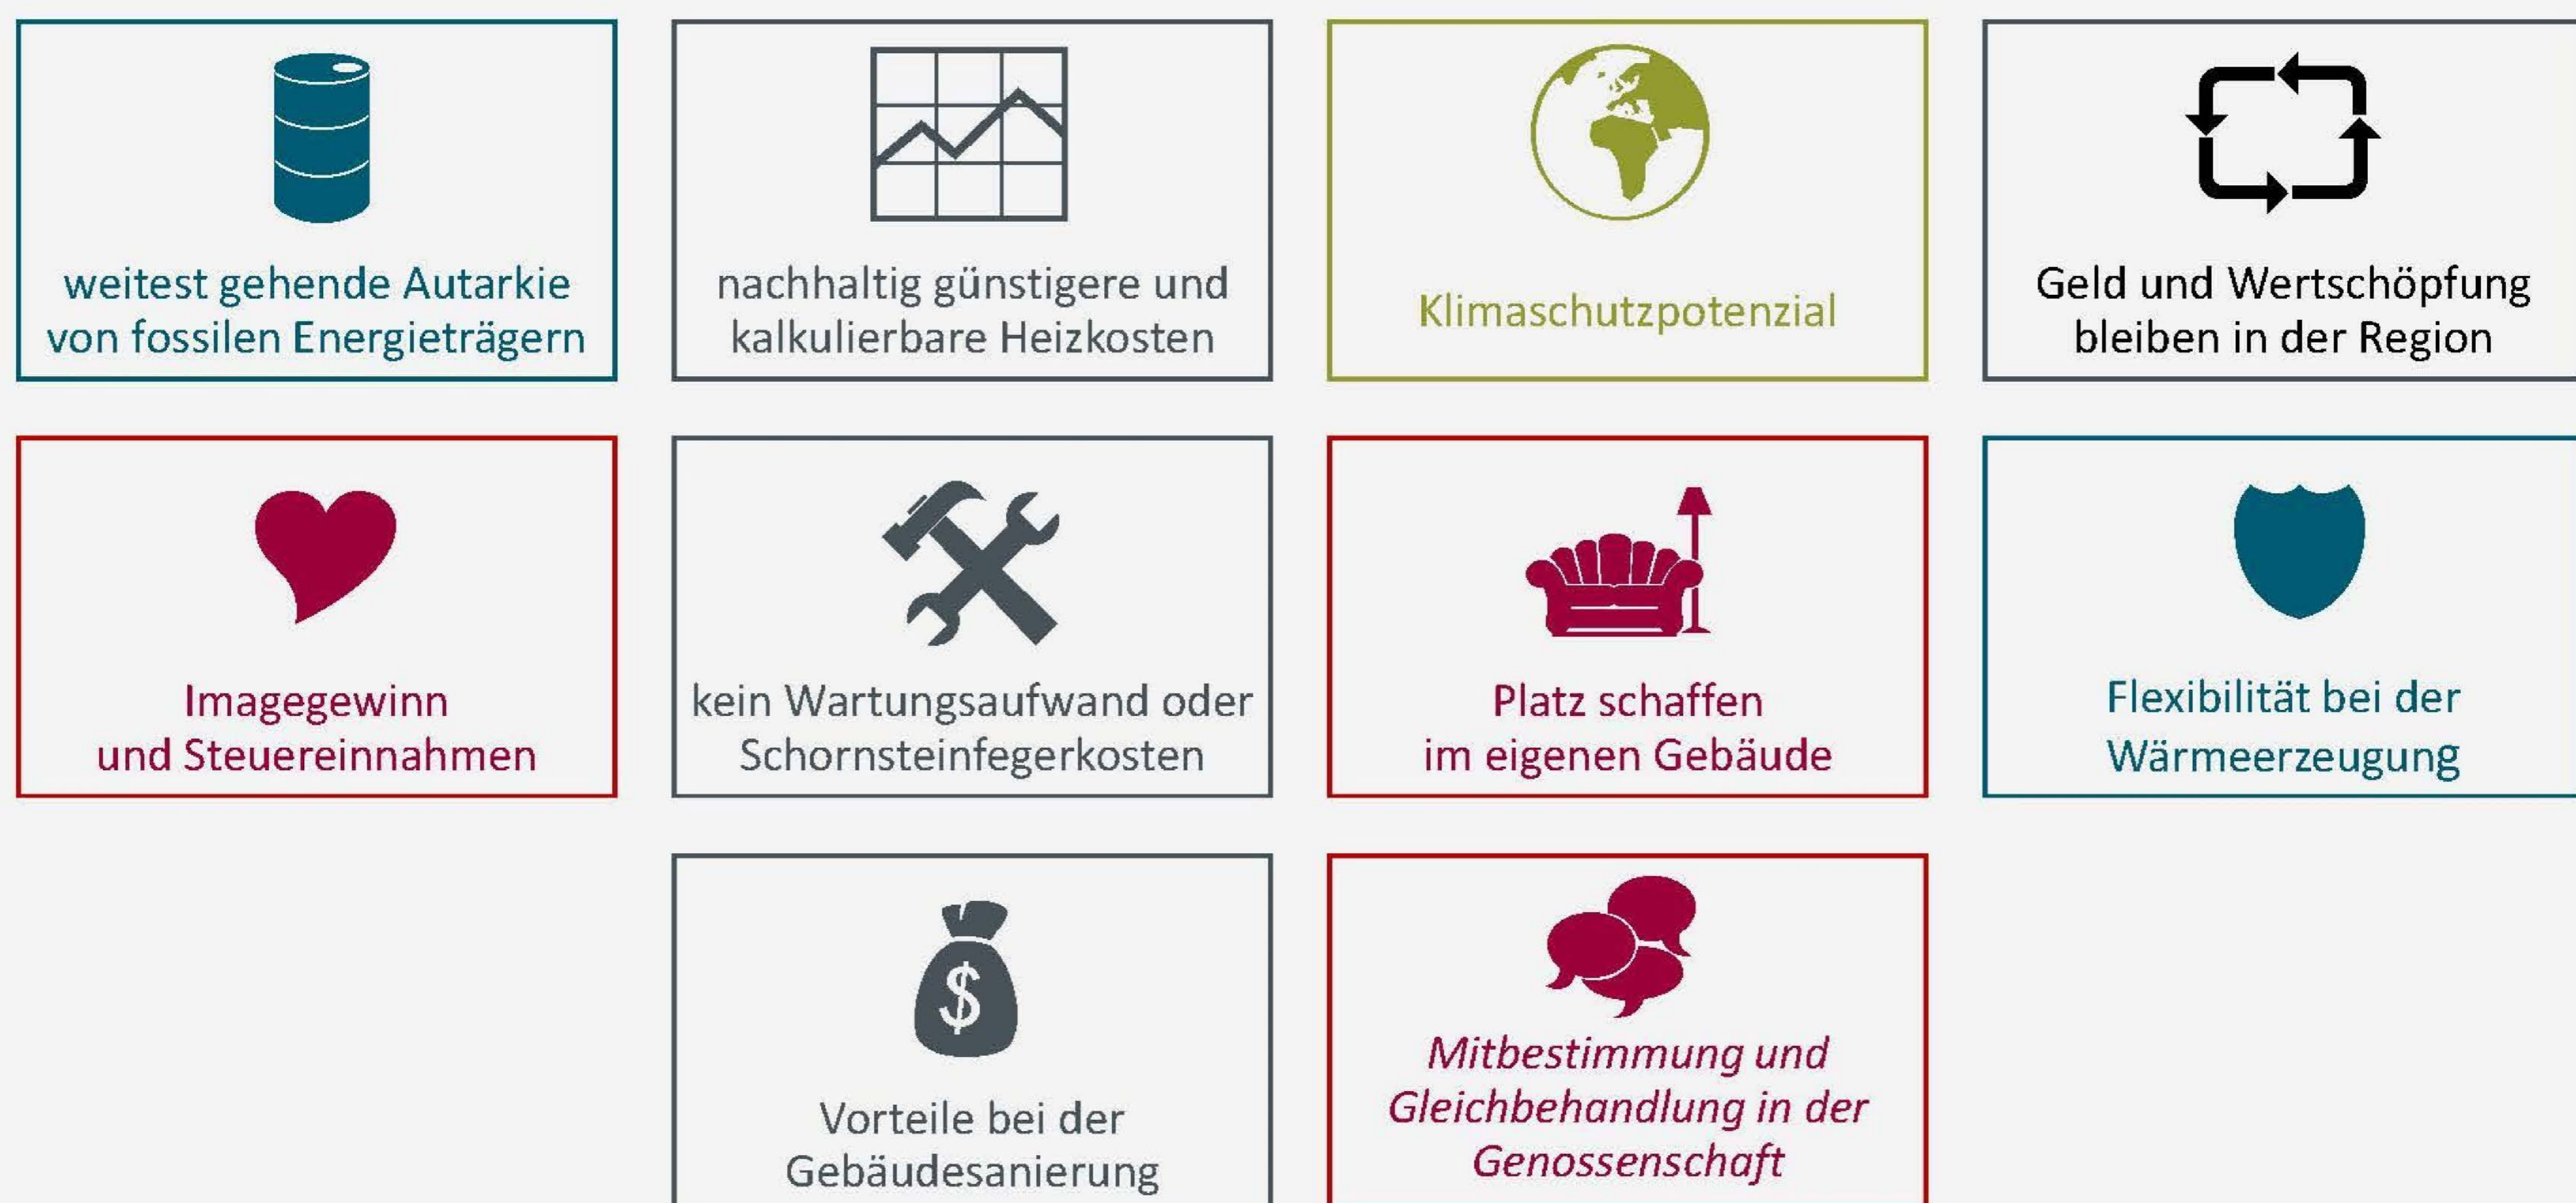 weitest gehende Autarkie
von fossilen Energieträgern
nachhaltig günstigere und
kalkulierbare Heizkosten
Klimaschutzpotenzial
Geld und Wertschöpfung
bleiben in der Region
Imagegewinn
und Steuereinnahmen
kein Wartungsaufwand oder
Schornsteinfegerkosten
Platz schaffen
im eigenen Gebäude
Flexibilität bei der
Wärmeerzeugung
$
Vorteile bei der
Gebäudesanierung
Mitbestimmung und
Gleichbehandlung in der
Genossenschaft